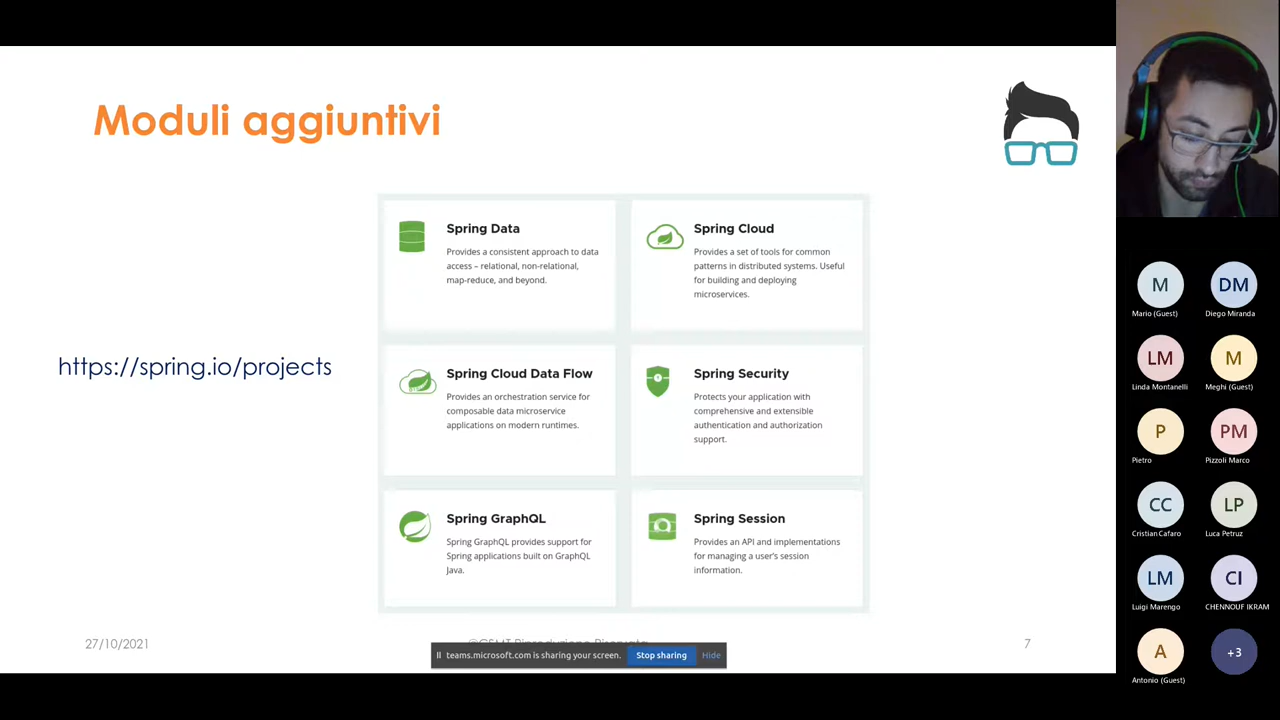 Moduli aggiuntivi
https://spring.io/projects
Spring Data
Provides a consistent approach to data
access – relational, non-relational,
map-reduce, and beyond.
Spring Cloud
Provides a set of tools for common
patterns in distributed systems. Useful
for building and deploying
microservices.
Spring Cloud Data Flow
Provides an orchestration service for
composable data microservice
applications on modern runtimes.
Spring Security
Protects your application with
comprehensive and extensible
authentication and authorization
support.
Spring GraphQL
Spring GraphQL provides support for
Spring applications built on GraphQL
Java.
Spring Session
Provides an API and implementations
for managing a user's session
information.
27/10/2021
7
teams.microsoft.com is sharing your screen.
Stop sharing
Hide
M
Mario (Guest)
DM
Diego Miranda
LM
Linda Montanelli
M
Meghi (Guest)
P
Pietro
PM
Pizzoli Marco
CC
Cristian Cafaro
LP
Luca Petruz
LM
Luigi Marengo
CI
CHENNOUF IKRAM
A
Antonio (Guest)
+3